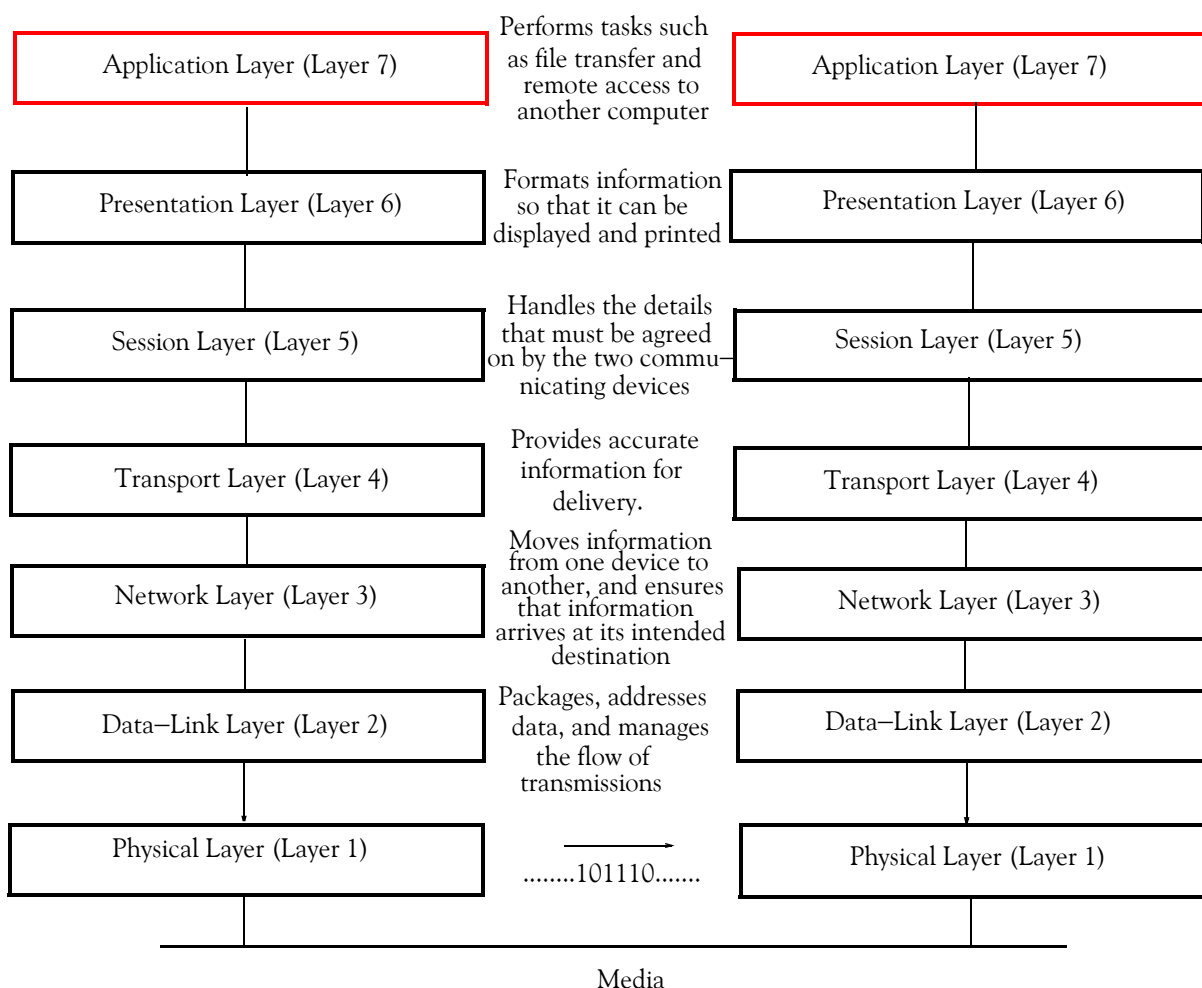 Application Layer (Layer 7)
Performs tasks such
as file transfer and
remote access to
another computer
Application Layer (Layer 7)
Presentation Layer (Layer 6)
Formats information
so that it can be
displayed and printed
Presentation Layer (Layer 6)
Session Layer (Layer 5)
Handles the details
that must be agreed
on by the two commu–
nicating devices
Session Layer (Layer 5)
Transport Layer (Layer 4)
Provides accurate
information for
delivery.
Transport Layer (Layer 4)
Network Layer (Layer 3)
Moves information
from one device to
another, and ensures
that information
arrives at its intended
destination
Network Layer (Layer 3)
Data–Link Layer (Layer 2)
Packages, addresses
data, and manages
the flow of
transmissions
Data–Link Layer (Layer 2)
Physical Layer (Layer 1)
........101110.......
Physical Layer (Layer 1)
Media